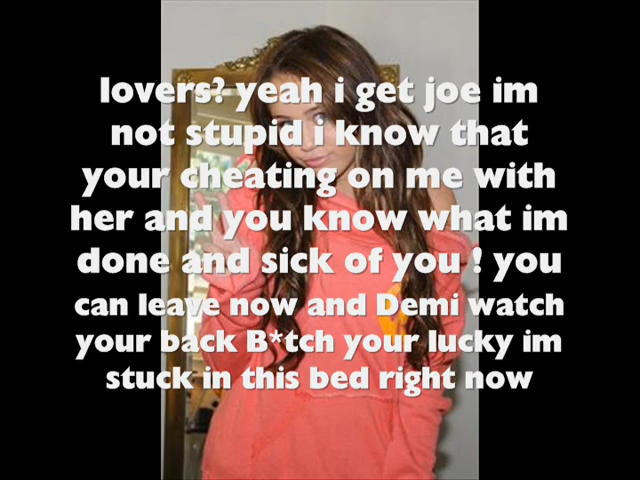 lovers? yeah i get joe im
not stupid i know that
your cheating on me with
her and you know what im
done and sick of you ! you
can leave now and Demi watch
your back B*tch your lucky im
stuck in this bed right now